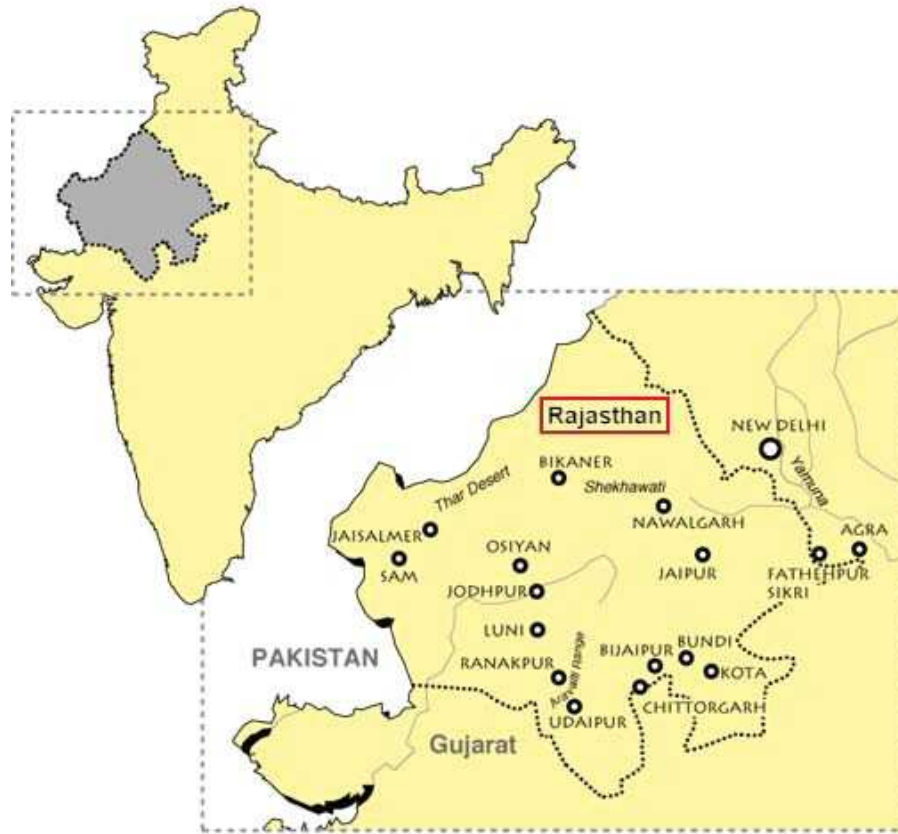 Rajasthan
NEW DELHI
BIKANER
Thar Desert
Shekhawati
Yamuna
NAWALGARH
AGRA
JAISALMER
OSIYAN
SAM
JAIPUR
FATHEHPUR
SIKRI
JODHPUR
LUNI
PAKISTAN
RANAKPUR
Aravalli Range
BIJAIPUR
BUNDI
KOTA
CHITTORGARH
UDAIPUR
Gujarat